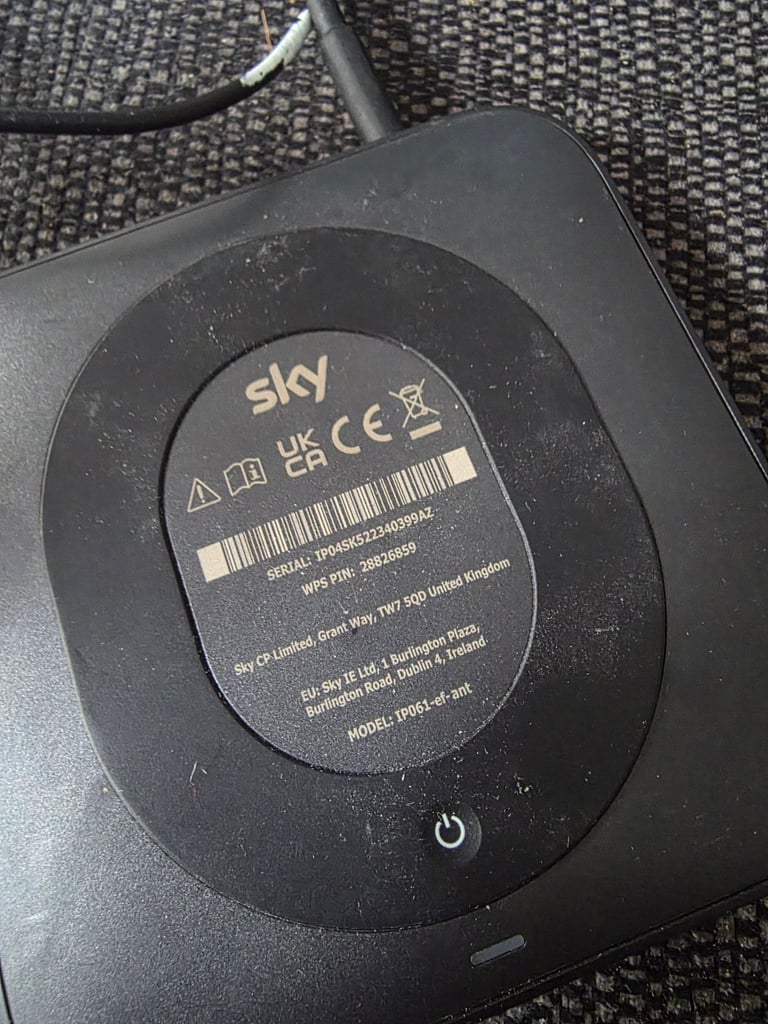 sky
UK
CA CE
SERIAL: IP04SK522340399AZ
WPS PIN: 28826859
Sky CP Limited, Grant Way, TW7 5QD United Kingdom
EU: Sky IE Ltd, 1 Burlington Plaza,
Burlington Road, Dublin 4, Ireland
MODEL: IP061-ef-ant